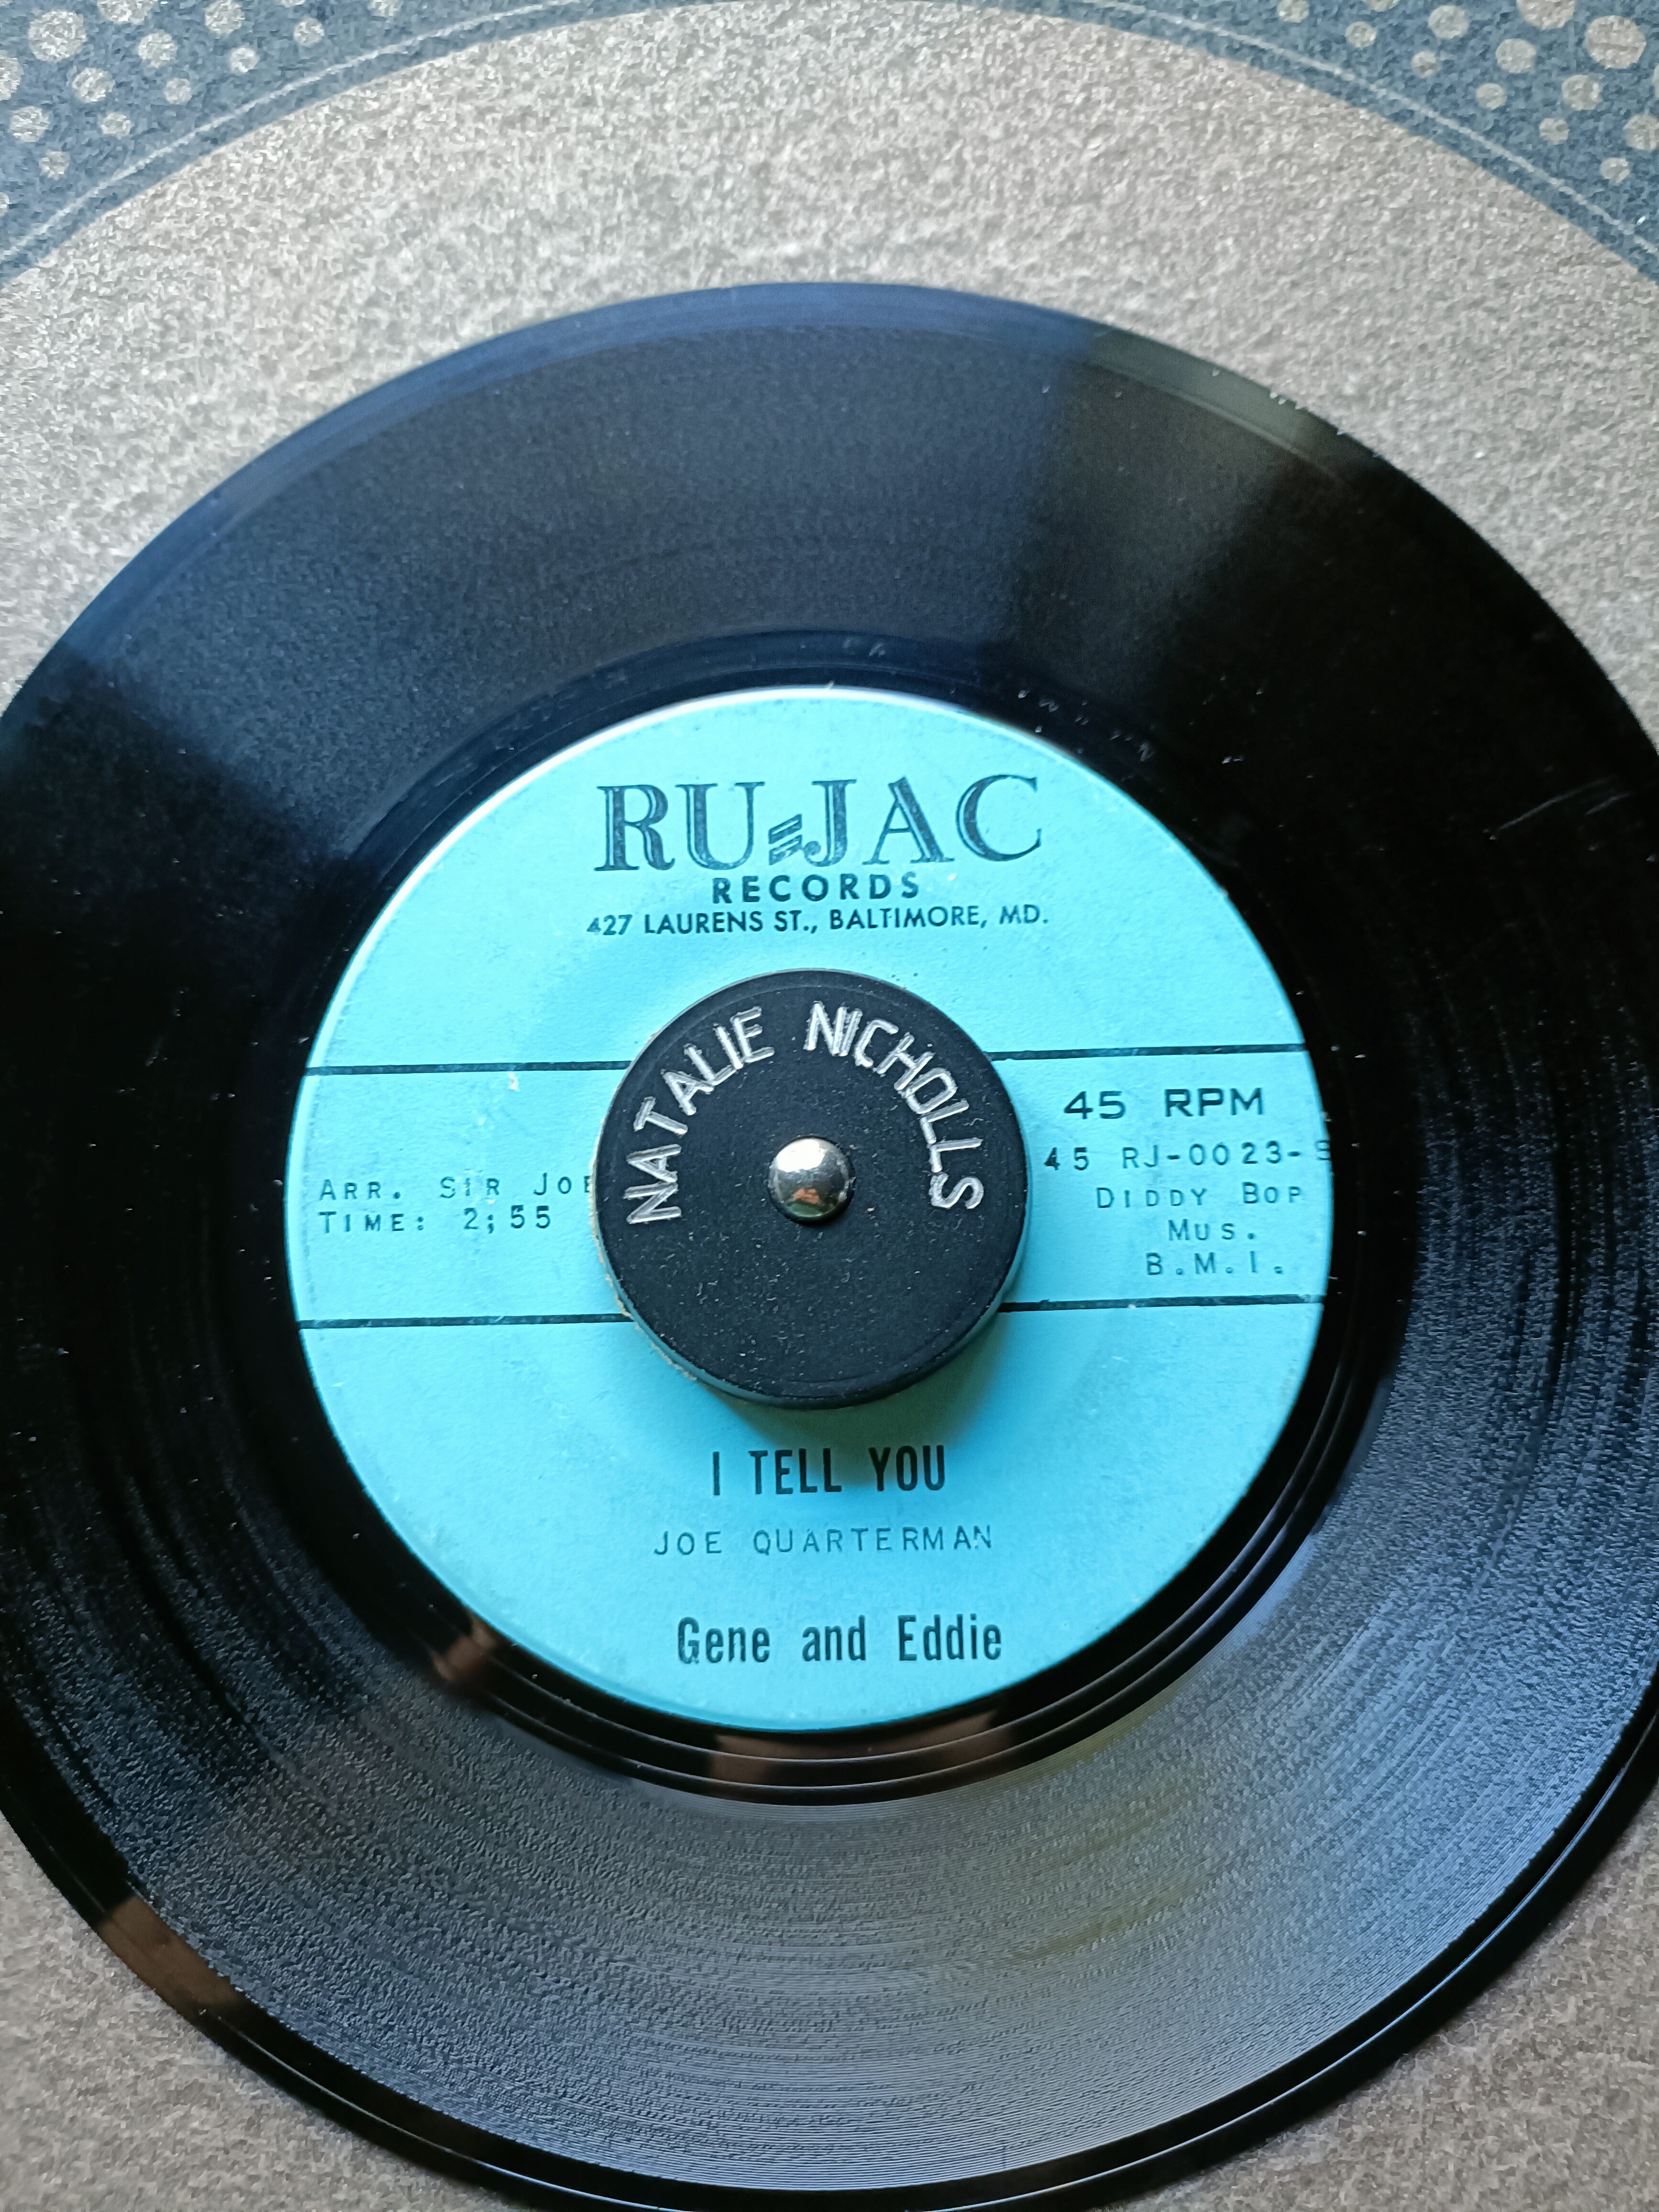 RU-JAC
RECORDS
427 LAURENS ST., BALTIMORE, MD.
NATALIE NICHOLLS
ARR. SIR JOE
TIME: 2;55
45 RPM
45 RJ-0023-
DIDDY BOP
MUS.
B.M.I.
I TELL YOU
JOE QUARTERMAN
Gene and Eddie